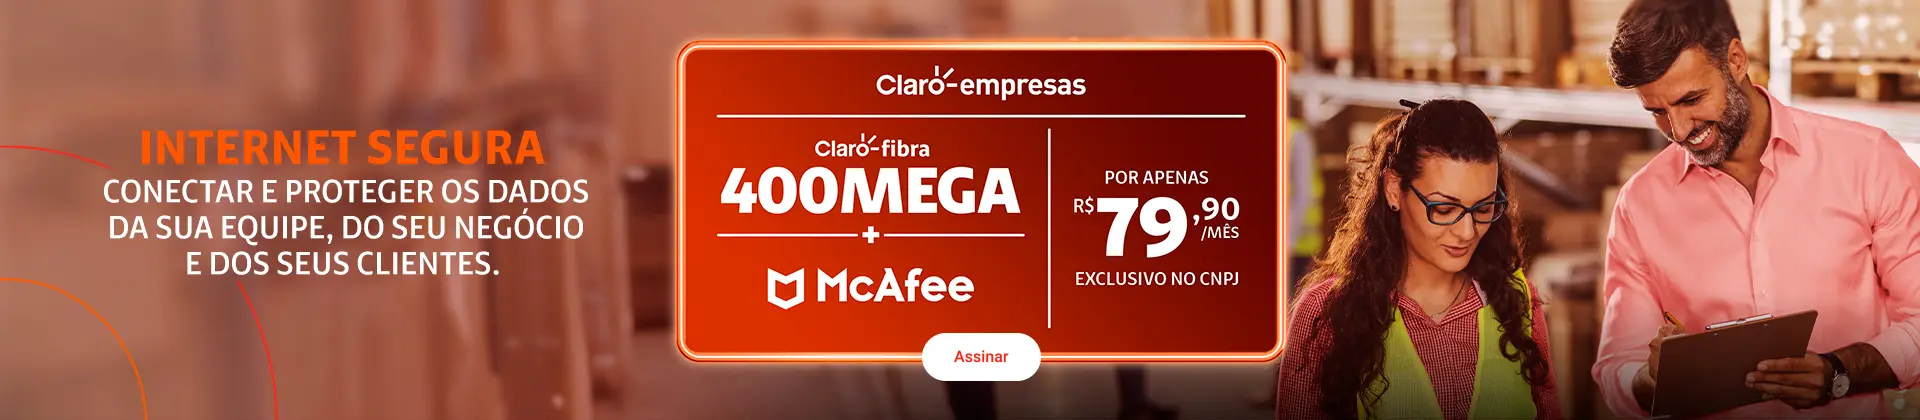 INTERNET SEGURA
CONECTAR E PROTEGER OS DADOS
DA SUA EQUIPE, DO SEU NEGÓCIO
E DOS SEUS CLIENTES.
Claro-empresas
Claro-fibra
400MEGA
+
McAfee
POR APENAS
R$79,90
/MÊS
EXCLUSIVO NO CNPJ
Assinar